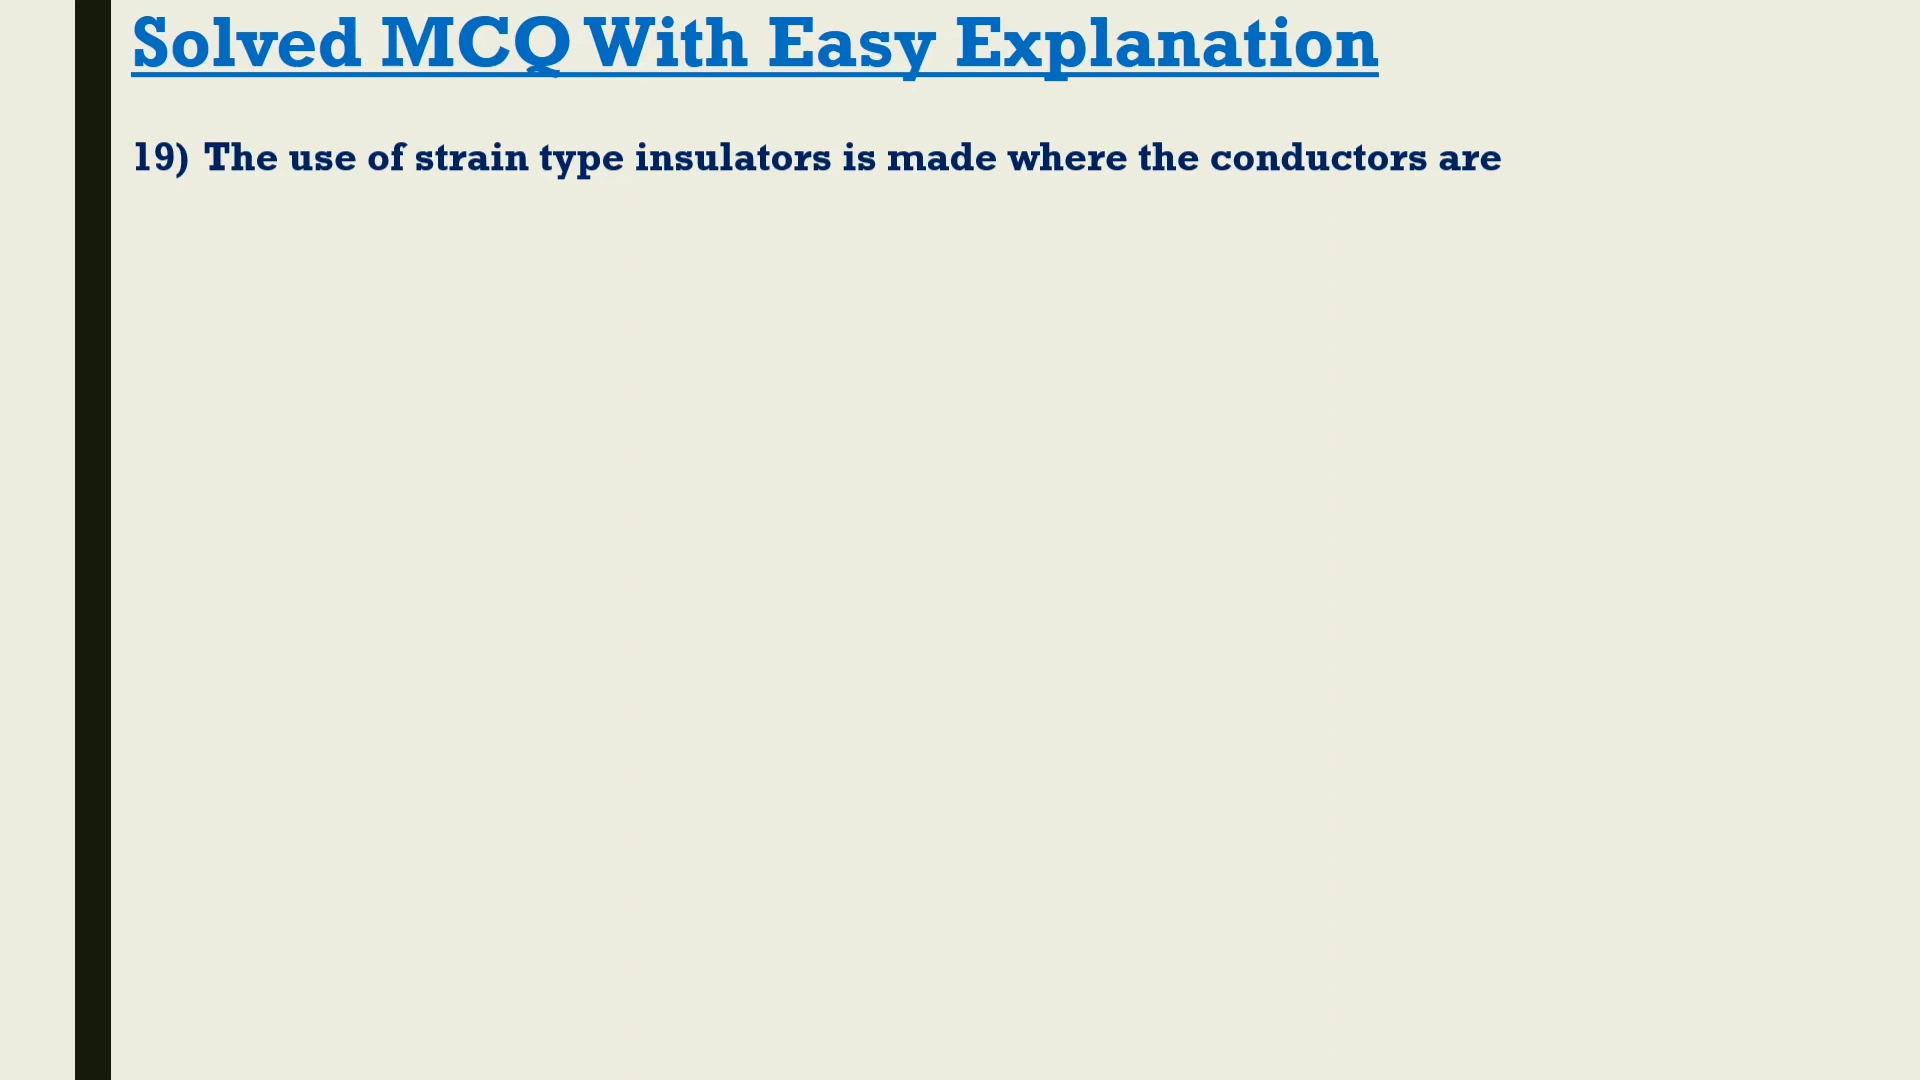 Solved MCQ With Easy Explanation
19) The use of strain type insulators is made where the conductors are